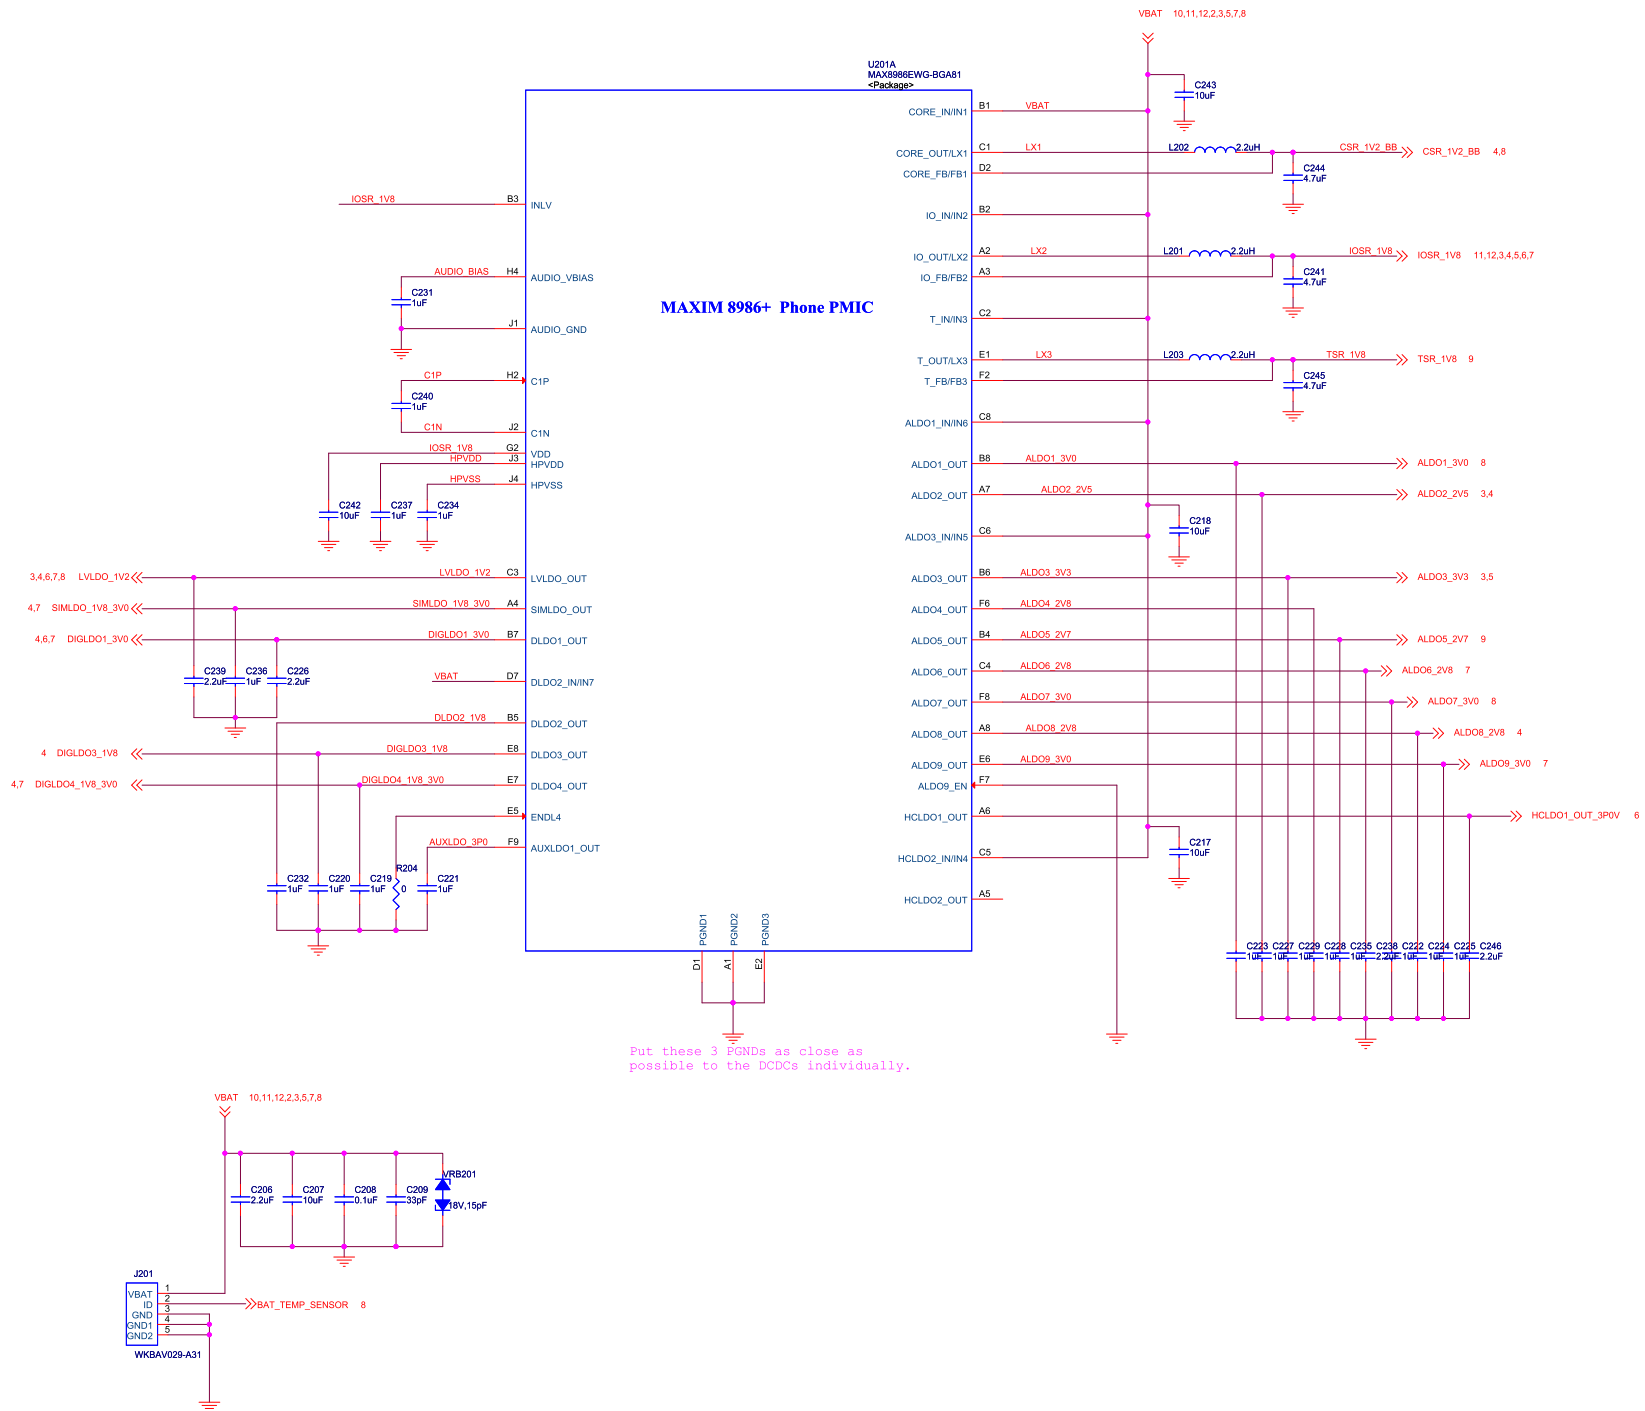 VBAT 10,11,12,2,3,5,7,8
U201A
MAX8986EWG-BGA81
<Package>
C243
10uF
CORE_IN/IN1 B1 VBAT
CORE_OUT/LX1 C1 LX1 L202 2.2uH CSR_1V2_BB CSR_1V2_BB 4,8
CORE_FB/FB1 D2
C244
4.7uF
IOSR_1V8 B3 INLV
IO_IN/IN2 B2
IO_OUT/LX2 A2 LX2 L201 2.2uH IOSR_1V8 IOSR_1V8 11,12,3,4,5,6,7
IO_FB/FB2 A3
C241
4.7uF
AUDIO_BIAS H4 AUDIO_VBIAS
C231
1uF
MAXIM 8986+ Phone PMIC
J1 AUDIO_GND
T_IN/IN3 C2
T_OUT/LX3 E1 LX3 L203 2.2uH TSR_1V8 TSR_1V8 9
T_FB/FB3 F2
C245
4.7uF
C1P H2 C1P
C240
1uF
C1N J2 C1N
ALDO1_IN/IN6 C8
IOSR_1V8 G2 VDD
HPVDD J3 HPVDD
HPVSS J4 HPVSS
ALDO1_OUT B8 ALDO1_3V0 ALDO1_3V0 8
ALDO2_OUT A7 ALDO2_2V5 ALDO2_2V5 3,4
C242
10uF
C237
1uF
C234
1uF
C218
10uF
ALDO3_IN/IN5 C6
3,4,6,7,8 LVLDO_1V2 LVLDO_1V2 C3 LVLDO_OUT
ALDO3_OUT B6 ALDO3_3V3 ALDO3_3V3 3,5
4,7 SIMLDO_1V8_3V0 SIMLDO_1V8_3V0 A4 SIMLDO_OUT
ALDO4_OUT F6 ALDO4_2V8
4,6,7 DIGLDO1_3V0 DIGLDO1_3V0 B7 DLDO1_OUT
ALDO5_OUT B4 ALDO5_2V7 ALDO5_2V7 9
C239
2.2uF
C236
1uF
C226
2.2uF
ALDO6_OUT C4 ALDO6_2V8 ALDO6_2V8 7
VBAT D7 DLDO2_IN/IN7
ALDO7_OUT F8 ALDO7_3V0 ALDO7_3V0 8
DLDO2_1V8 B5 DLDO2_OUT
ALDO8_OUT A8 ALDO8_2V8 ALDO8_2V8 4
4 DIGLDO3_1V8 DIGLDO3_1V8 E8 DLDO3_OUT
ALDO9_OUT E6 ALDO9_3V0 ALDO9_3V0 7
4,7 DIGLDO4_1V8_3V0 DIGLDO4_1V8_3V0 E7 DLDO4_OUT
ALDO9_EN F7
E5 ENDL4
HCLDO1_OUT A6 HCLDO1_OUT_3P0V 6
AUXLDO_3P0 F9 AUXLDO1_OUT
C217
10uF
HCLDO2_IN/IN4 C5
HCLDO2_OUT A5
C232
1uF
C220
1uF
C219
1uF
R204
0
C221
1uF
PGND1 PGND2 PGND3
D1 A1 E2
C223 C227 C229 C228 C235 C238 C222 C224 C225 C246
1uF 1uF 1uF 1uF 1uF 2.2uF 1uF 1uF 1uF 2.2uF
Put these 3 PGNDs as close as
possible to the DCDCs individually.
VBAT 10,11,12,2,3,5,7,8
VRB201
18V,15pF
C206
2.2uF
C207
10uF
C208
0.1uF
C209
33pF
J201
VBAT 1
ID 2 BAT_TEMP_SENSOR 8
GND 3
GND1 4
GND2 5
WKBAV029-A31